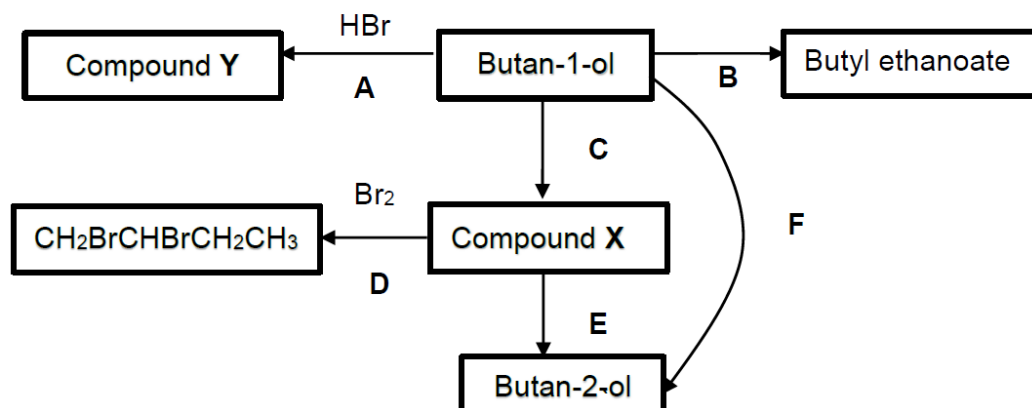 HBr
Compound Y
Butan-1-ol
Butyl ethanoate
A
B
C
Br₂
CH₂BrCHBrCH₂CH₃
Compound X
F
D
E
Butan-2-ol